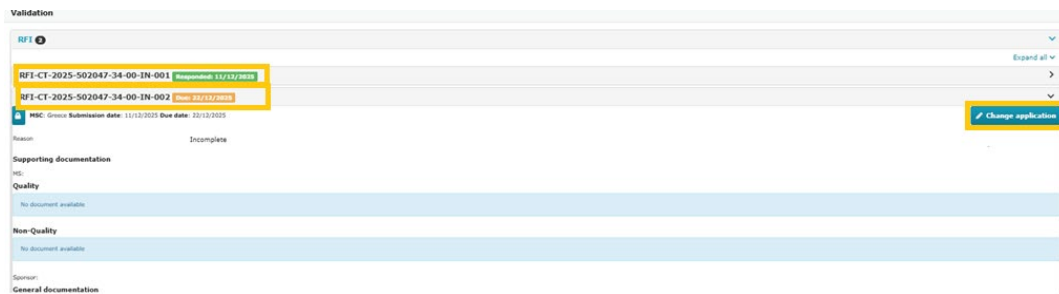 Validation
RFI 2
Expand all
RFI-CT-2025-502047-34-00-IN-001 Responded: 11/12/2025
RFI-CT-2025-502047-34-00-IN-002 Due: 22/12/2025
MSC: Greece Submission date: 11/12/2025 Due date: 22/12/2025 Change application
Reason Incomplete
Supporting documentation
MS:
Quality
No document available
Non-Quality
No document available
Sponsor:
General documentation